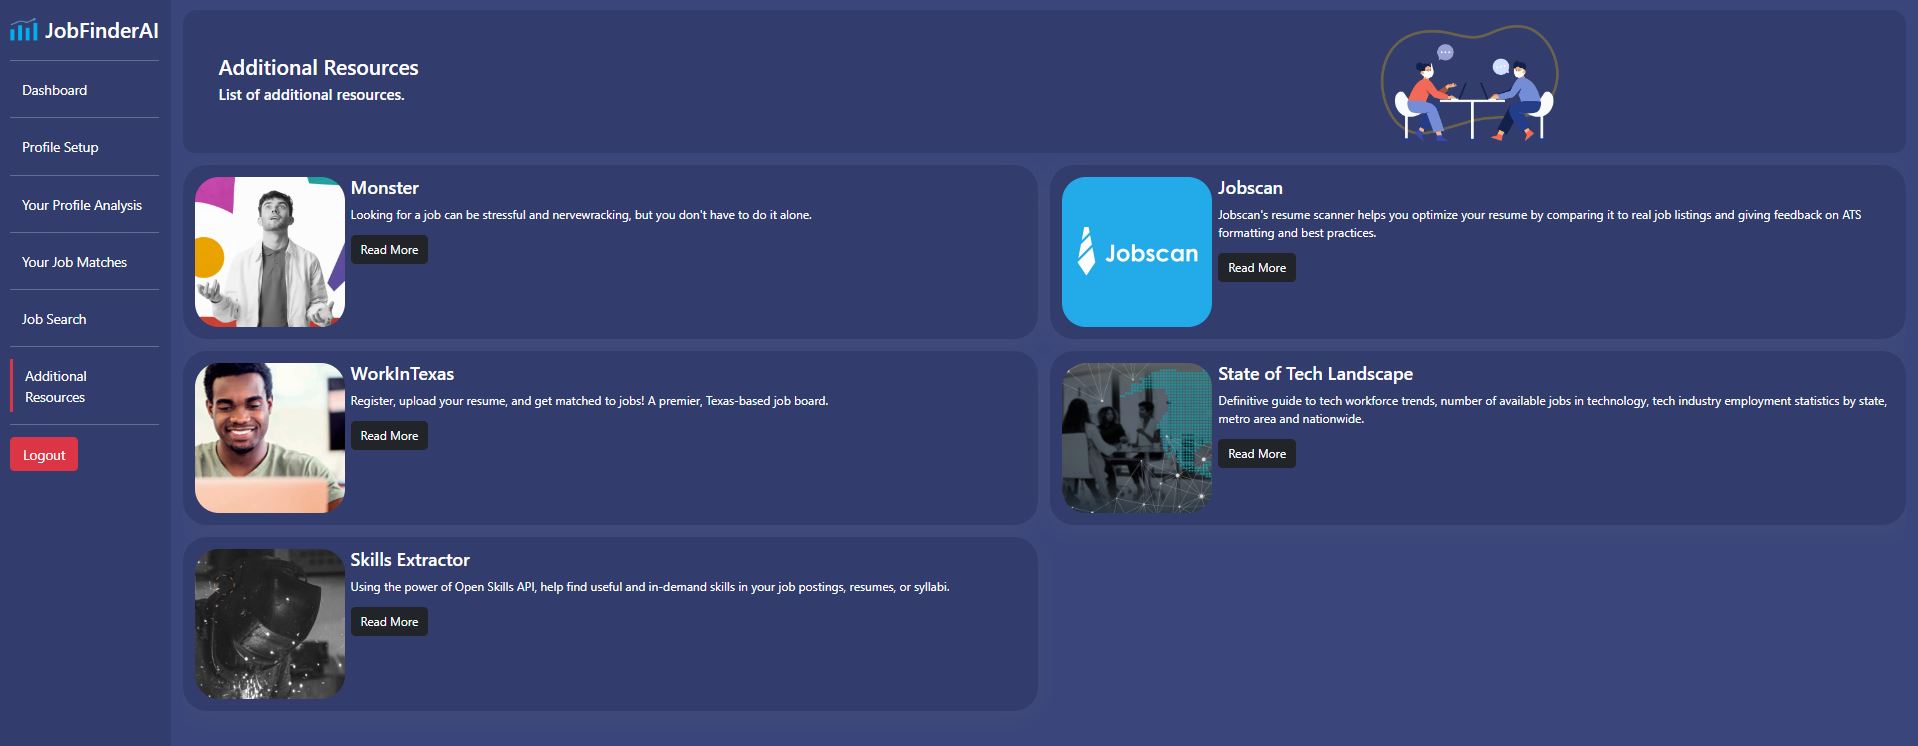 JobFinderAI
Dashboard
Profile Setup
Your Profile Analysis
Your Job Matches
Job Search
Additional
Resources
Logout
Additional Resources
List of additional resources.
Monster
Looking for a job can be stressful and nervewracking, but you don't have to do it alone.
Read More
Jobscan
Jobscan
Jobscan's resume scanner helps you optimize your resume by comparing it to real job listings and giving feedback on ATS
formatting and best practices.
Read More
WorkInTexas
Register, upload your resume, and get matched to jobs! A premier, Texas-based job board.
Read More
State of Tech Landscape
Definitive guide to tech workforce trends, number of available jobs in technology, tech industry employment statistics by state,
metro area and nationwide.
Read More
Skills Extractor
Using the power of Open Skills API, help find useful and in-demand skills in your job postings, resumes, or syllabi.
Read More